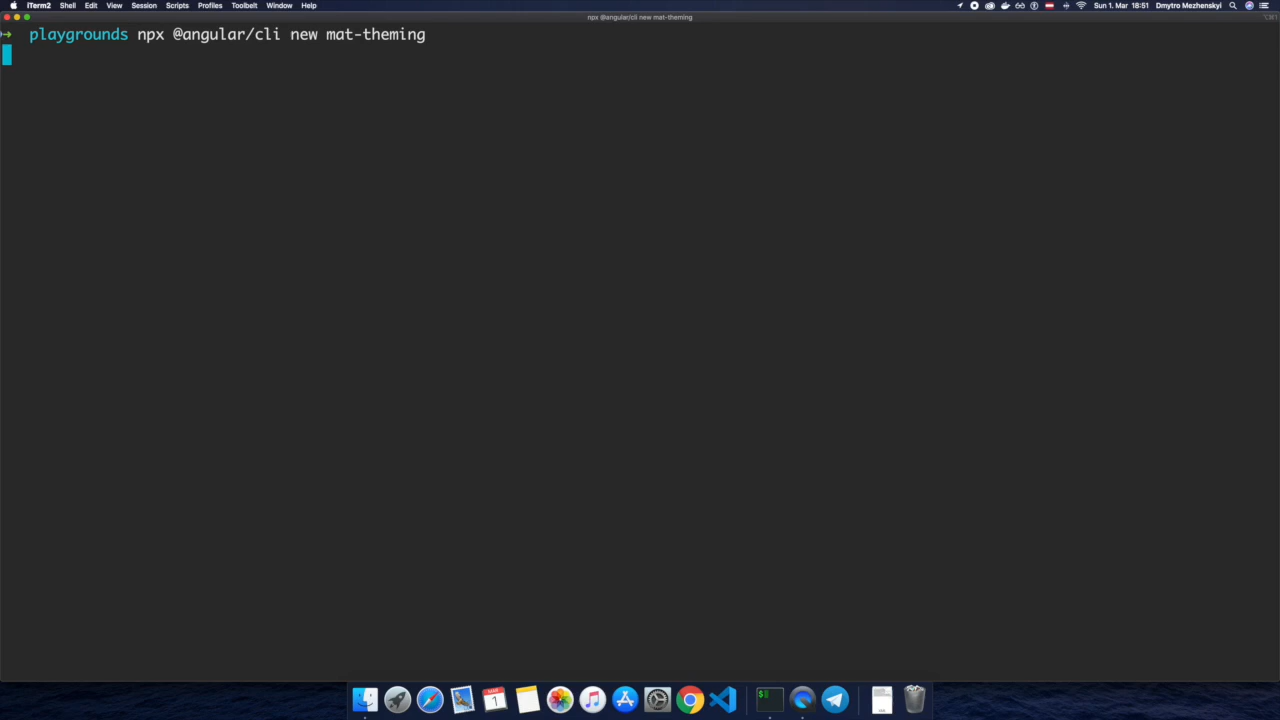 iTerm2 Shell Edit View Session Scripts Profiles Toolbelt Window Help Sun 1. Mar 18:51 Dmytro Mezhenskyi
npx @angular/cli new mat-theming
➜ playgrounds npx @angular/cli new mat-theming
1
$